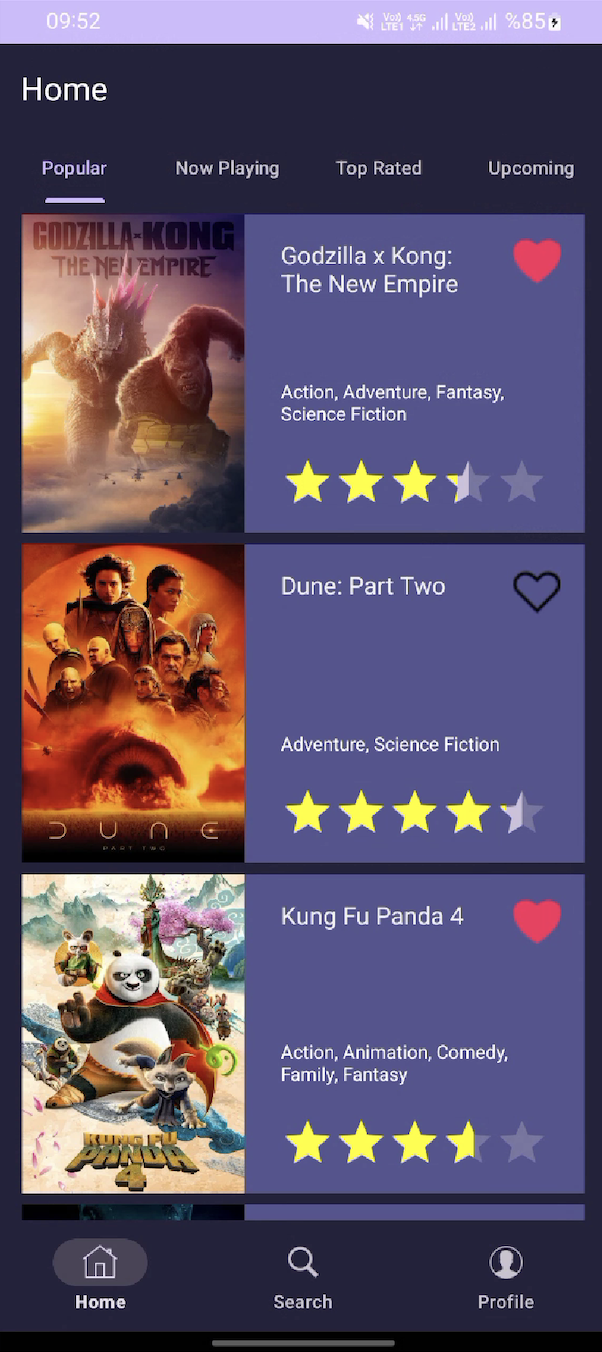 09:52
Vo)) LTE1 4.5G Vo)) LTE2 %85
Home
Popular Now Playing Top Rated Upcoming
GODZILLA x KONG
THE NEW EMPIRE
Godzilla x Kong:
The New Empire
Action, Adventure, Fantasy,
Science Fiction
Dune: Part Two
Adventure, Science Fiction
DUNE
PART TWO
Kung Fu Panda 4
Action, Animation, Comedy,
Family, Fantasy
KUNG FU
PANDA
4
Home Search Profile